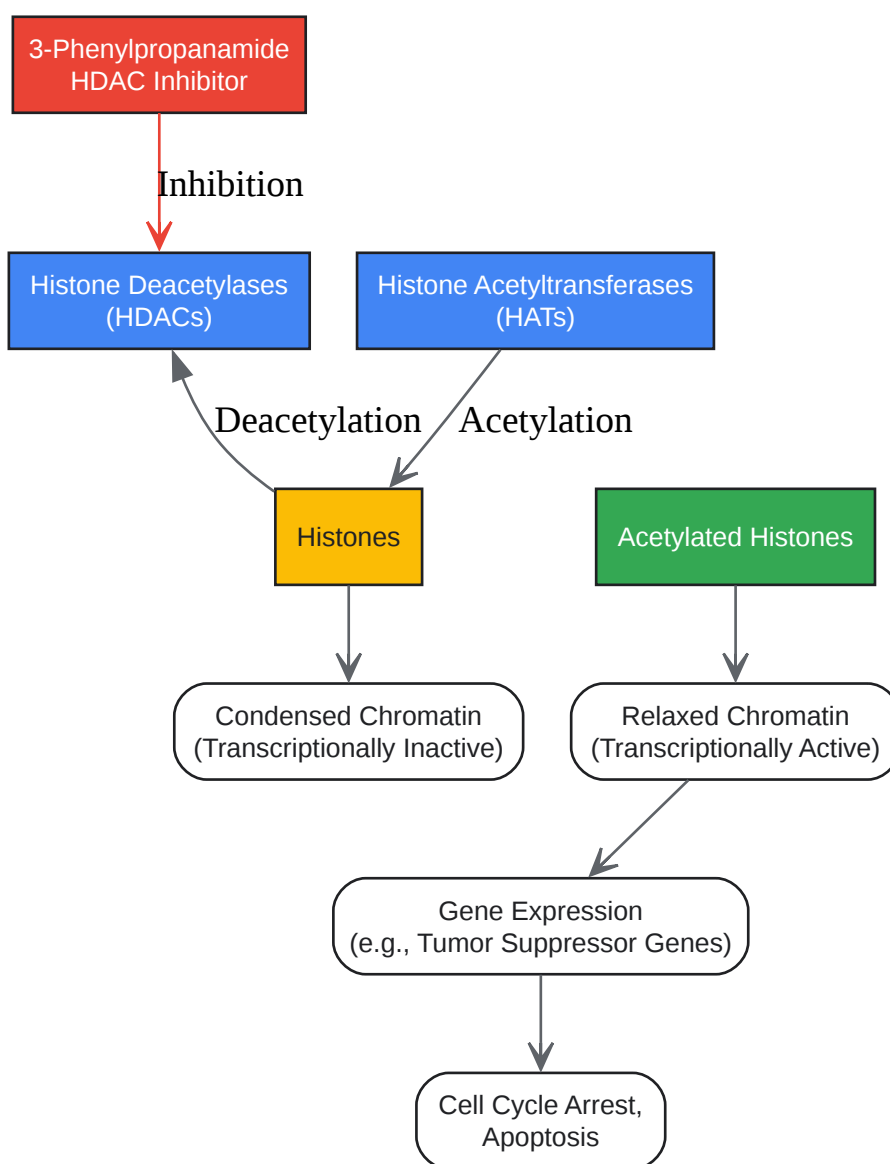 3-Phenylpropanamide
HDAC Inhibitor
Inhibition
Histone Deacetylases
(HDACs)
Histone Acetyltransferases
(HATs)
Deacetylation
Acetylation
Histones
Acetylated Histones
Condensed Chromatin
(Transcriptionally Inactive)
Relaxed Chromatin
(Transcriptionally Active)
Gene Expression
(e.g., Tumor Suppressor Genes)
Cell Cycle Arrest,
Apoptosis